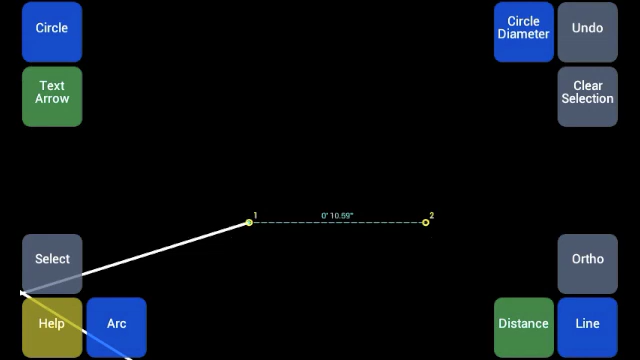 Circle
Circle
Diameter
Undo
Text
Arrow
Clear
Selection
1
0' 10.59"
2
Select
Ortho
Help
Arc
Distance
Line